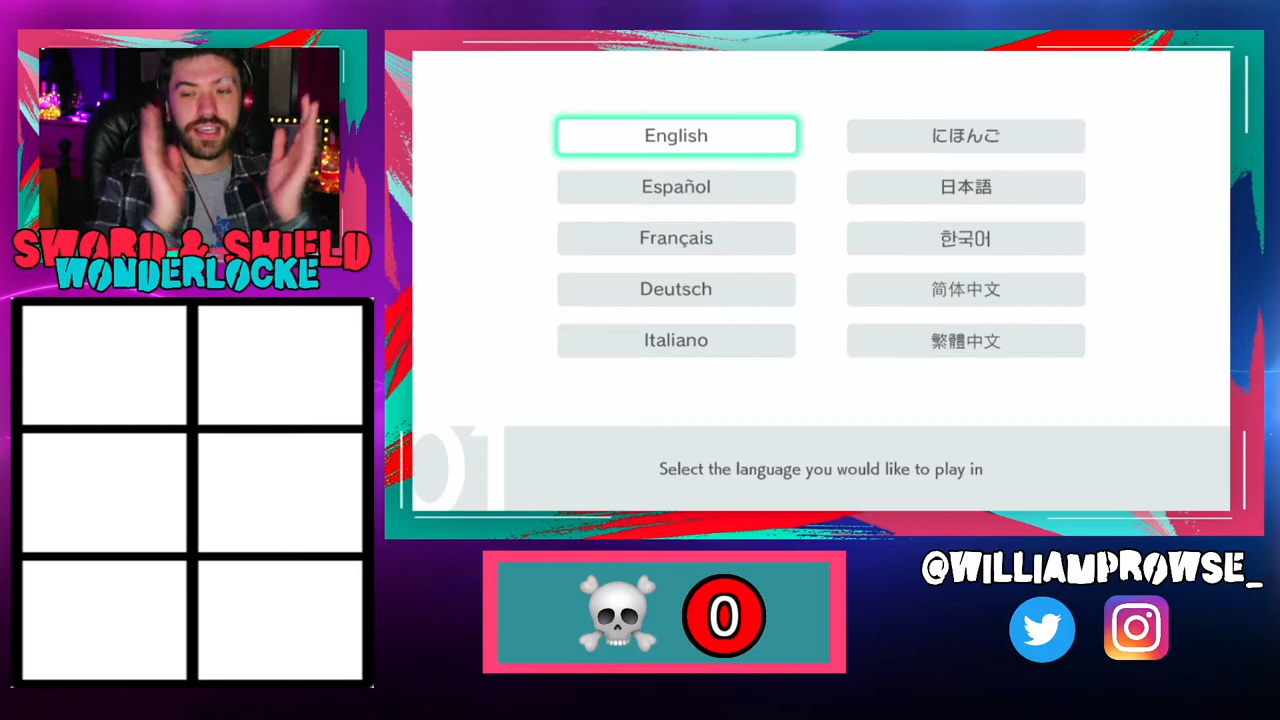 SWORD & SHIELD
WONDERLOCKE
English
Español
Français
Deutsch
Italiano
にほんご
日本語
한국어
简体中文
繁體中文
01
Select the language you would like to play in
0
@WILLIAMPROWSE_